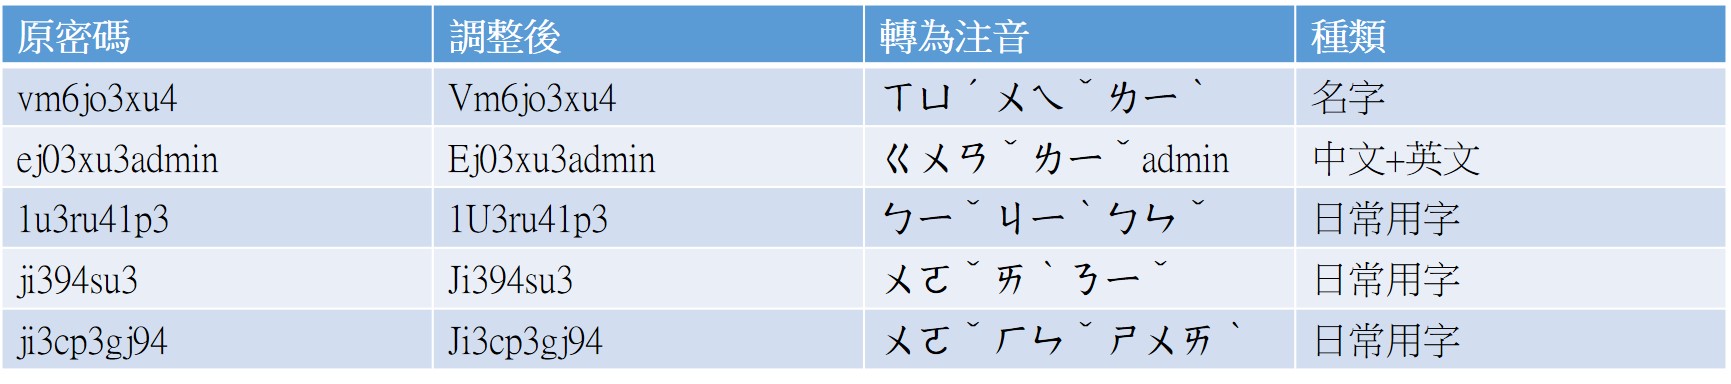 原密碼 調整後 轉為注音 種類
vm6jo3xu4 Vm6jo3xu4 ㄒㄩˊㄨㄟˇㄌㄧˋ 名字
ej03xu3admin Ej03xu3admin ㄍㄨㄢˇㄌㄧˇadmin 中文+英文
1u3ru41p3 1U3ru41p3 ㄅㄧˇㄐㄧˋㄅㄣˇ 日常用字
ji394su3 Ji394su3 ㄨㄛˇㄞˋㄋㄧˇ 日常用字
ji3cp3gj94 Ji3cp3gj94 ㄨㄛˇㄏㄣˇㄕㄨㄞˋ 日常用字